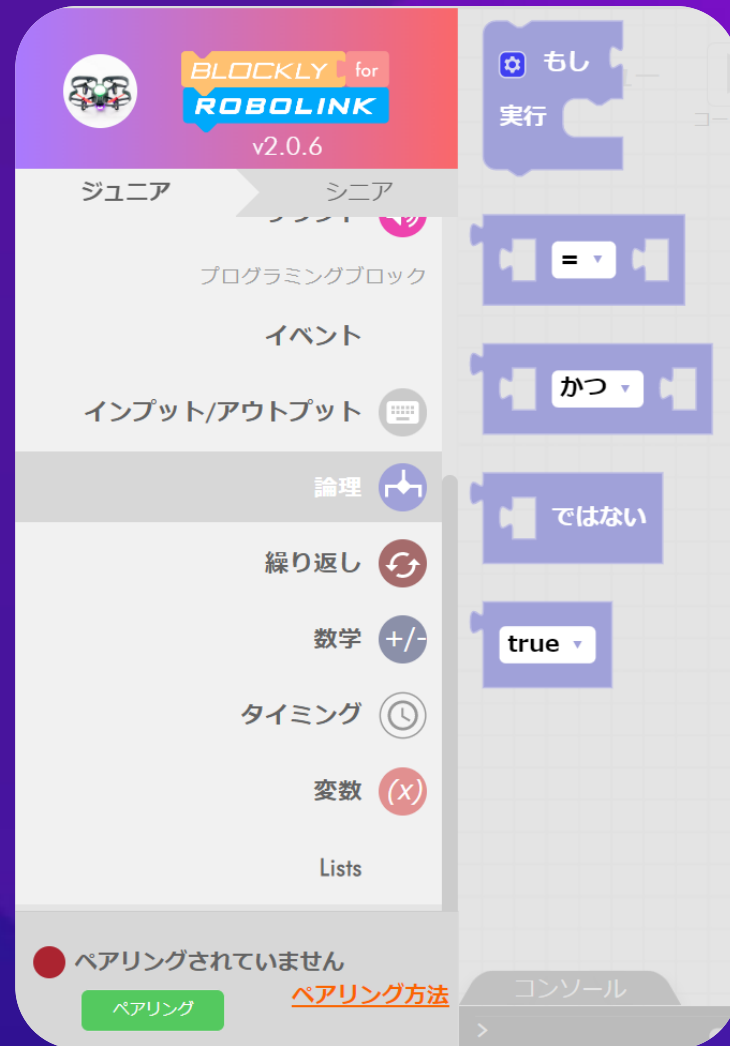 BLOCKLY for
ROBOLINK
v2.0.6
ジュニア
シニア
プログラミングブロック
イベント
インプット/アウトプット
論理
繰り返し
数学
+/-
タイミング
変数
(x)
Lists
ペアリングされていません
ペアリング
ペアリング方法
もし
実行
=
かつ
ではない
true
コンソール
>